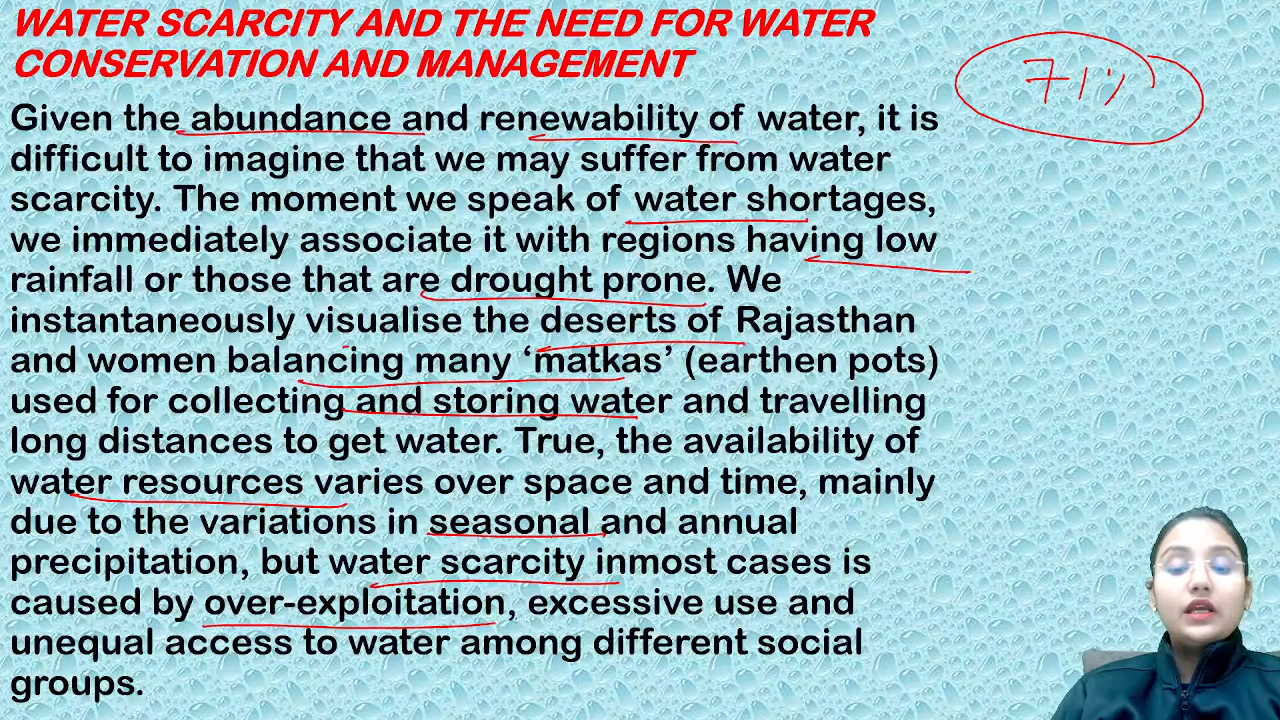 WATER SCARCITY AND THE NEED FOR WATER
CONSERVATION AND MANAGEMENT
71%
Given the abundance and renewability of water, it is
difficult to imagine that we may suffer from water
scarcity. The moment we speak of water shortages,
we immediately associate it with regions having low
rainfall or those that are drought prone. We
instantaneously visualise the deserts of Rajasthan
and women balancing many ‘matkas’ (earthen pots)
used for collecting and storing water and travelling
long distances to get water. True, the availability of
water resources varies over space and time, mainly
due to the variations in seasonal and annual
precipitation, but water scarcity inmost cases is
caused by over-exploitation, excessive use and
unequal access to water among different social
groups.